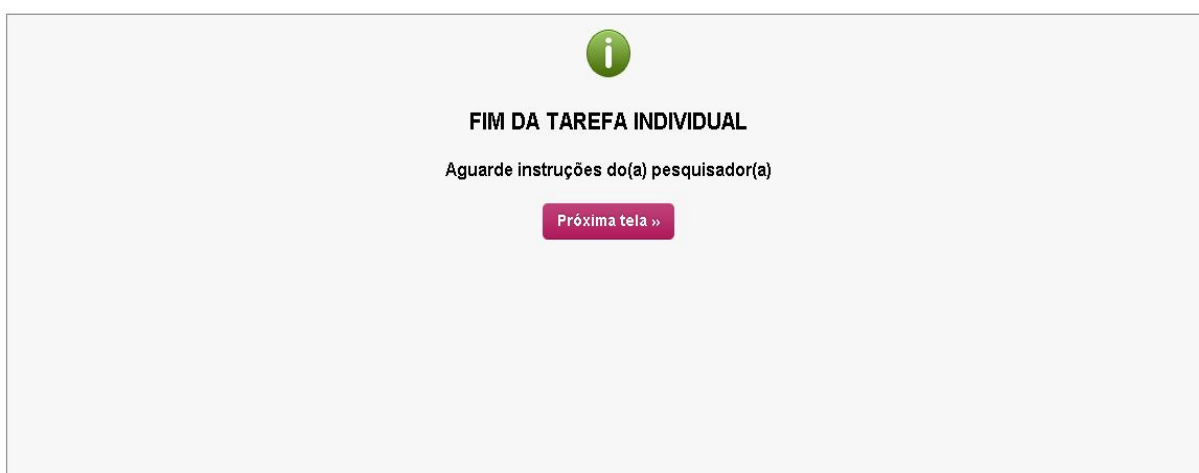 FIM DA TAREFA INDIVIDUAL
Aguarde instruções do(a) pesquisador(a)
Próxima tela »